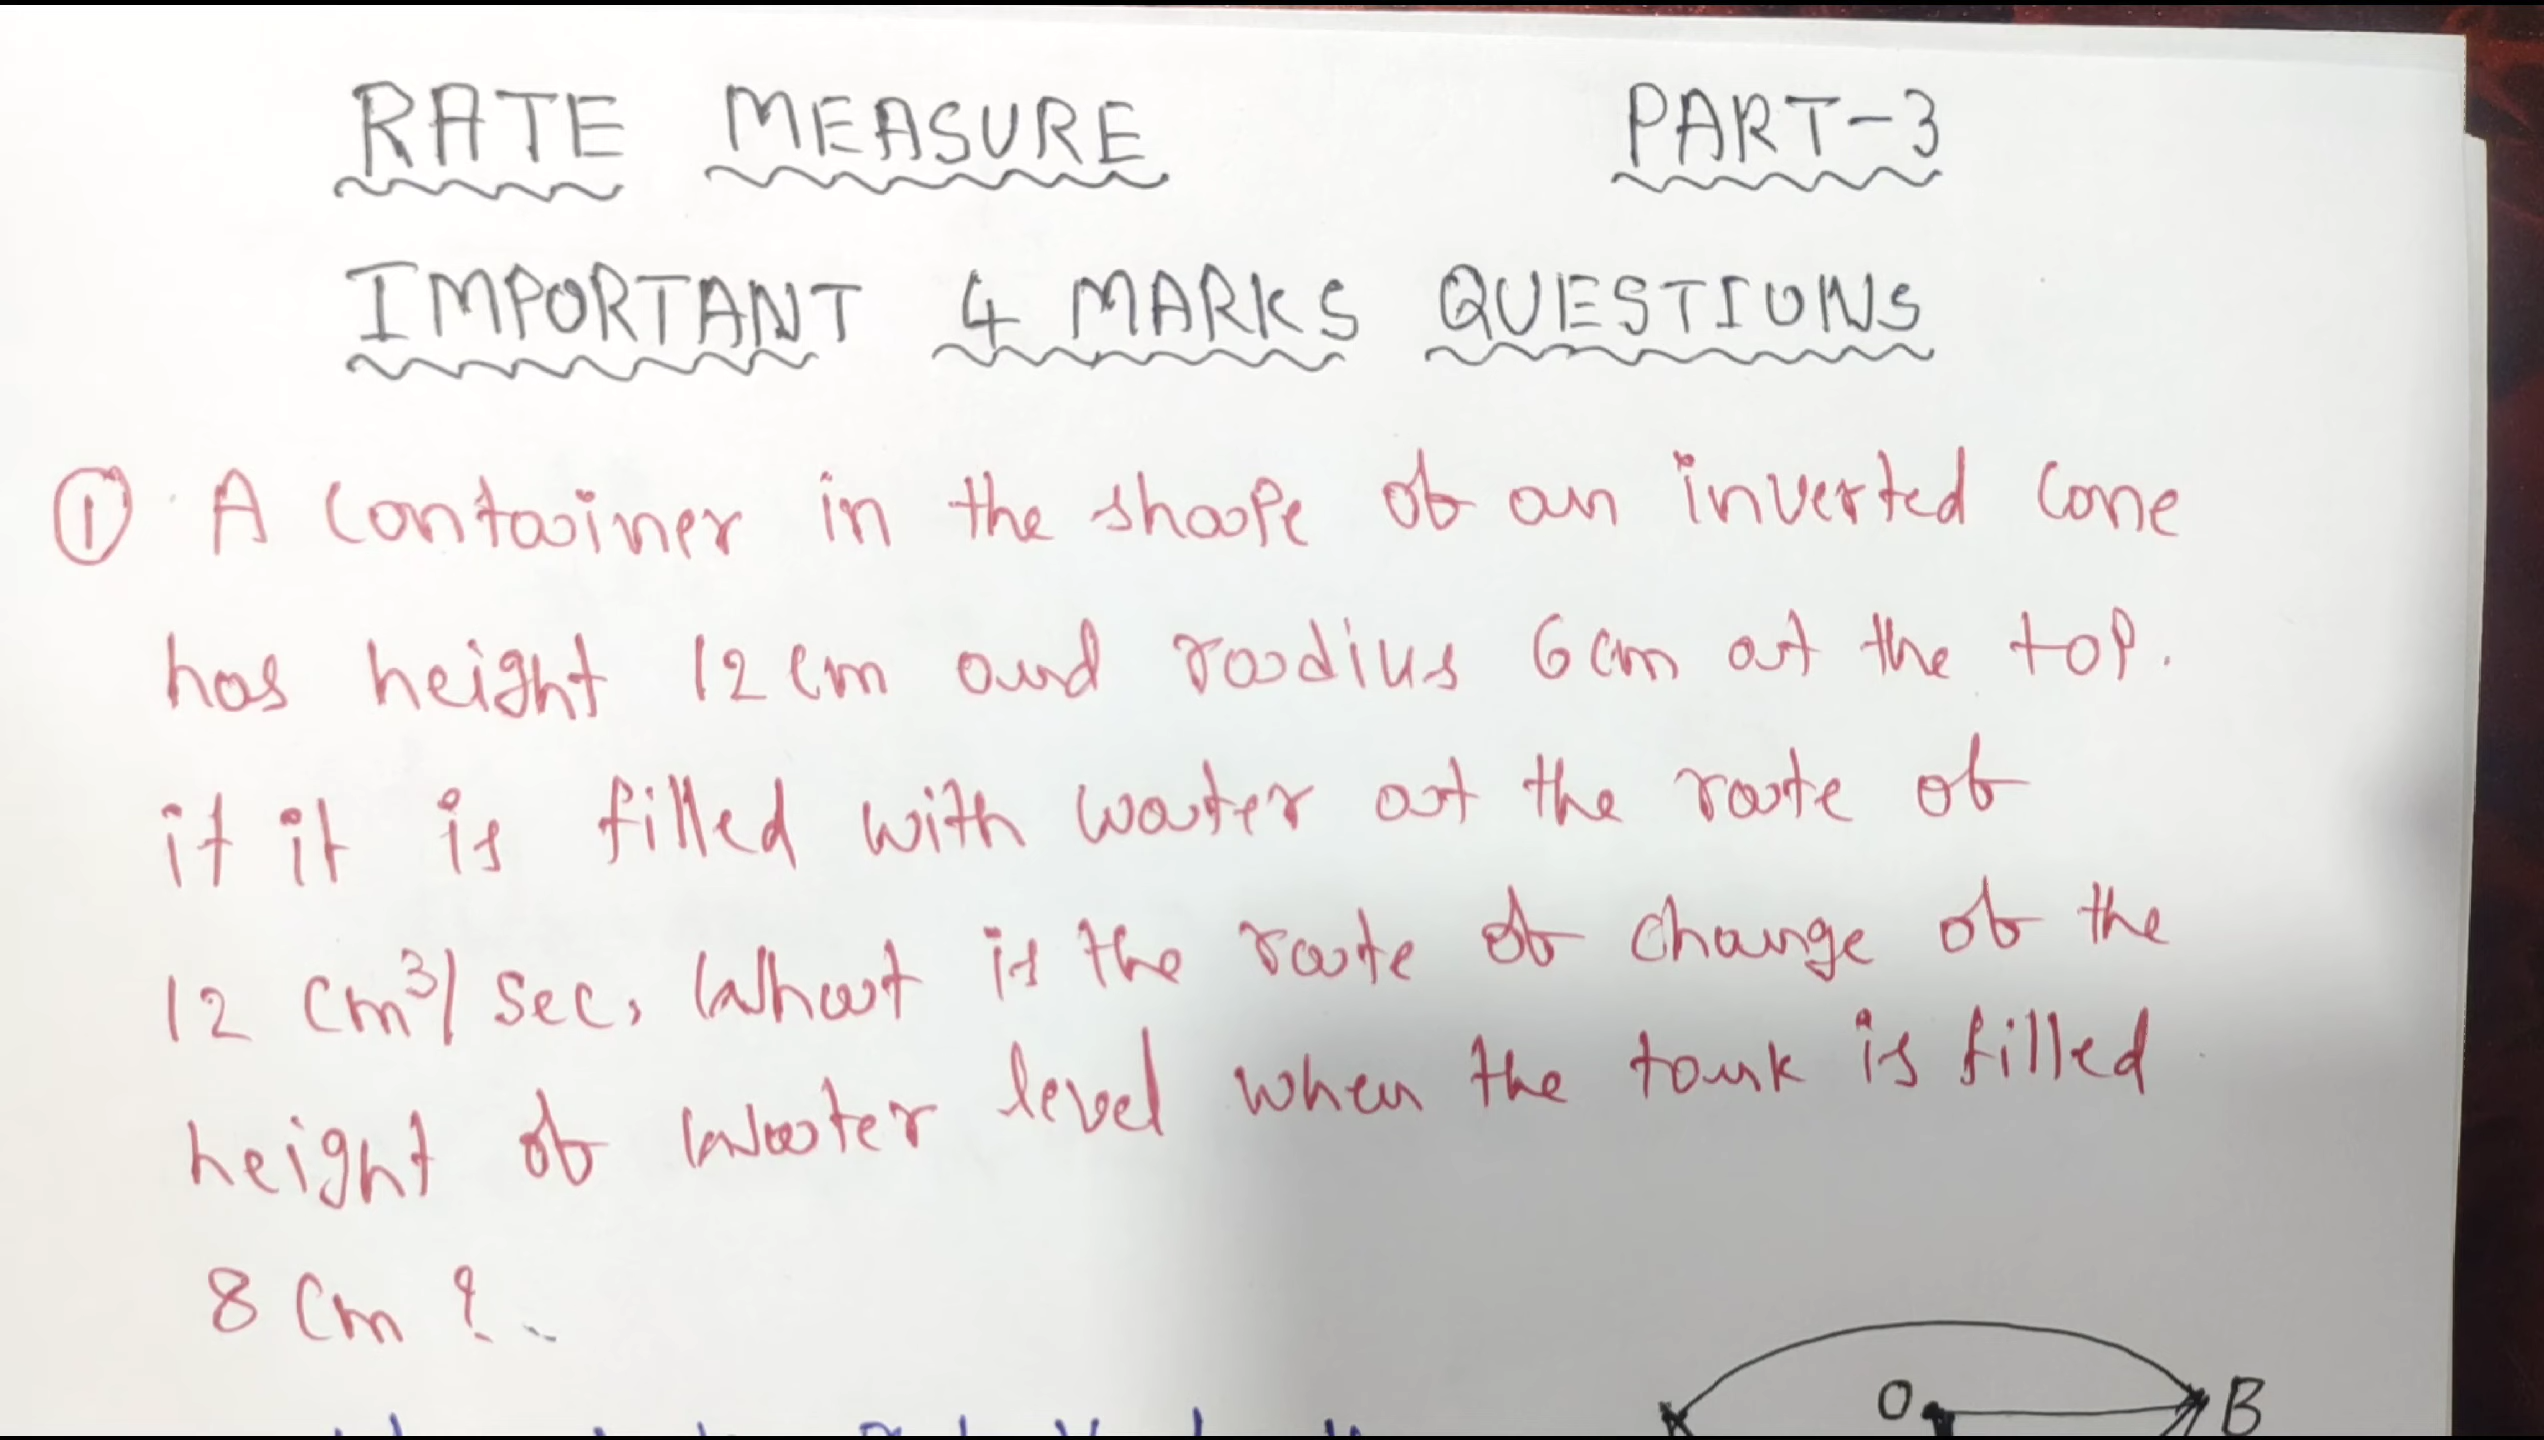 RATE MEASURE PART-3
IMPORTANT 4 MARKS QUESTIONS
① A Container in the shape of an inverted Cone
has height 12 cm and radius 6 cm at the top.
if it is filled with water at the rate of
12 cm³/sec, What is the rate of change of the
height of water level when the tank is filled
8 cm ?
O B